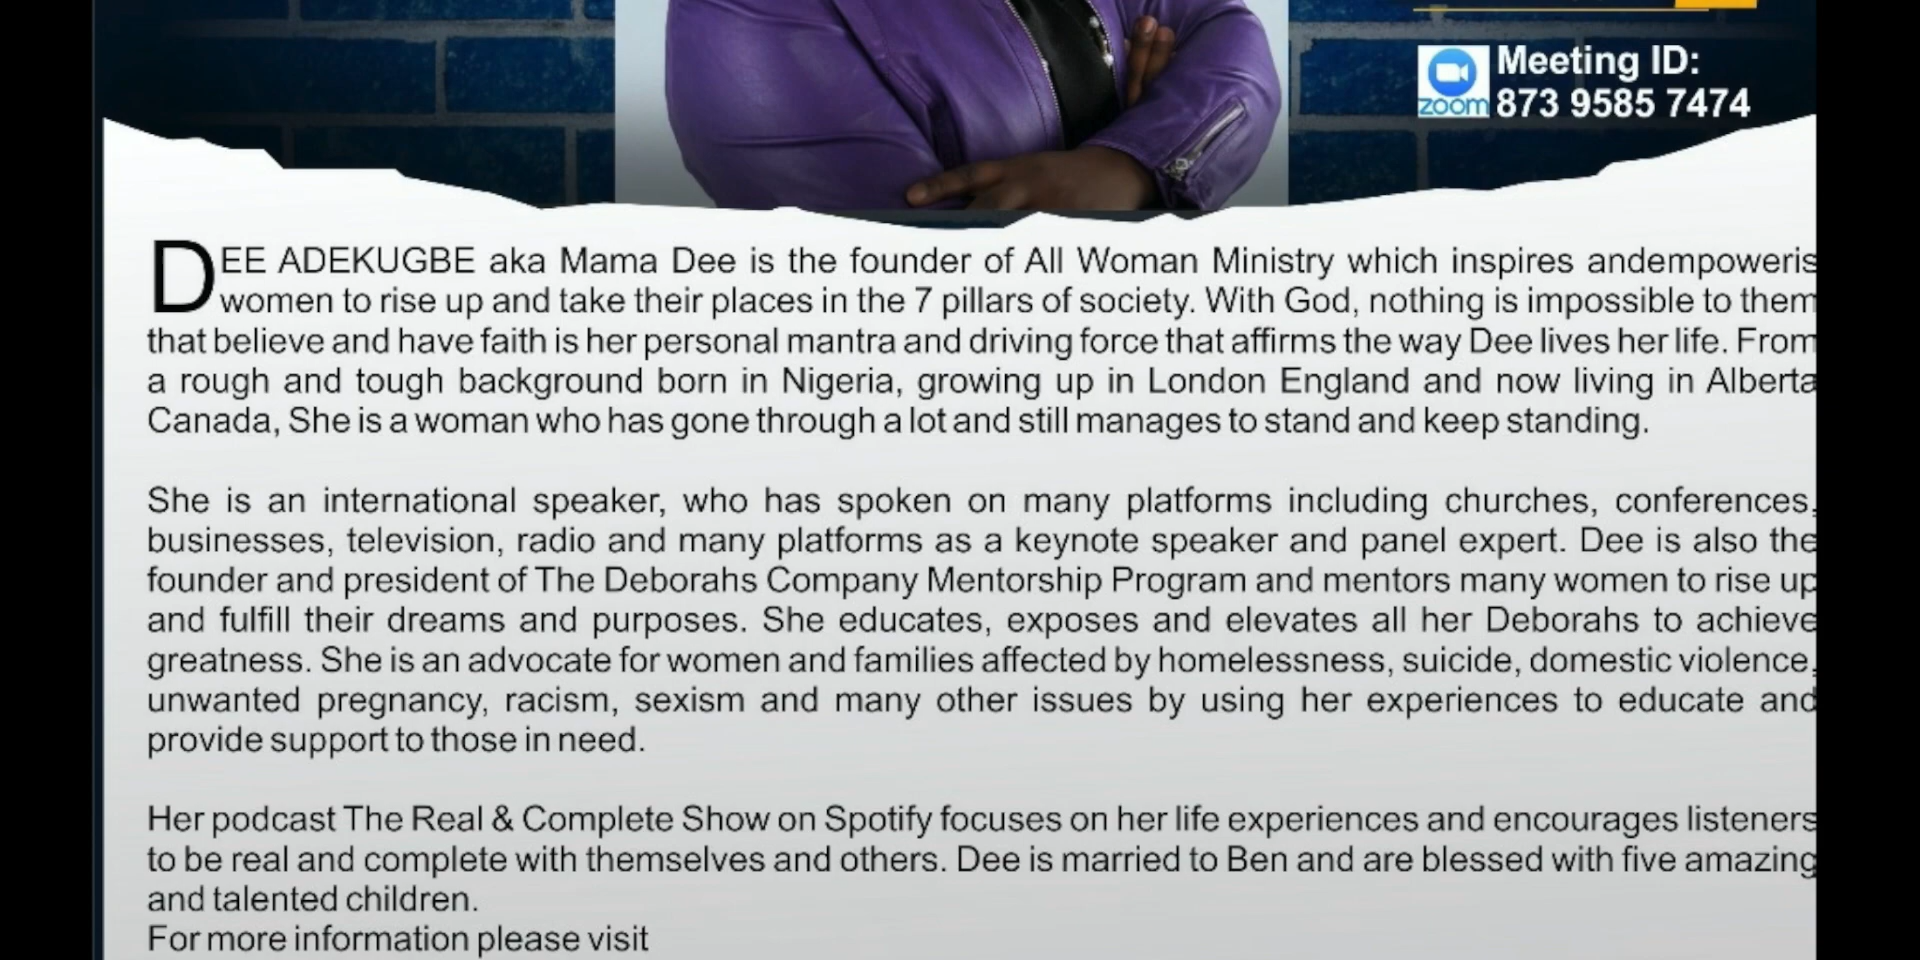 Meeting ID:
zoom 873 9585 7474
DEE ADEKUGBE aka Mama Dee is the founder of All Woman Ministry which inspires andempoweris
women to rise up and take their places in the 7 pillars of society. With God, nothing is impossible to them
that believe and have faith is her personal mantra and driving force that affirms the way Dee lives her life. From
a rough and tough background born in Nigeria, growing up in London England and now living in Alberta
Canada, She is a woman who has gone through a lot and still manages to stand and keep standing.
She is an international speaker, who has spoken on many platforms including churches, conferences,
businesses, television, radio and many platforms as a keynote speaker and panel expert. Dee is also the
founder and president of The Deborahs Company Mentorship Program and mentors many women to rise up
and fulfill their dreams and purposes. She educates, exposes and elevates all her Deborahs to achieve
greatness. She is an advocate for women and families affected by homelessness, suicide, domestic violence,
unwanted pregnancy, racism, sexism and many other issues by using her experiences to educate and
provide support to those in need.
Her podcast The Real & Complete Show on Spotify focuses on her life experiences and encourages listeners
to be real and complete with themselves and others. Dee is married to Ben and are blessed with five amazing
and talented children.
For more information please visit